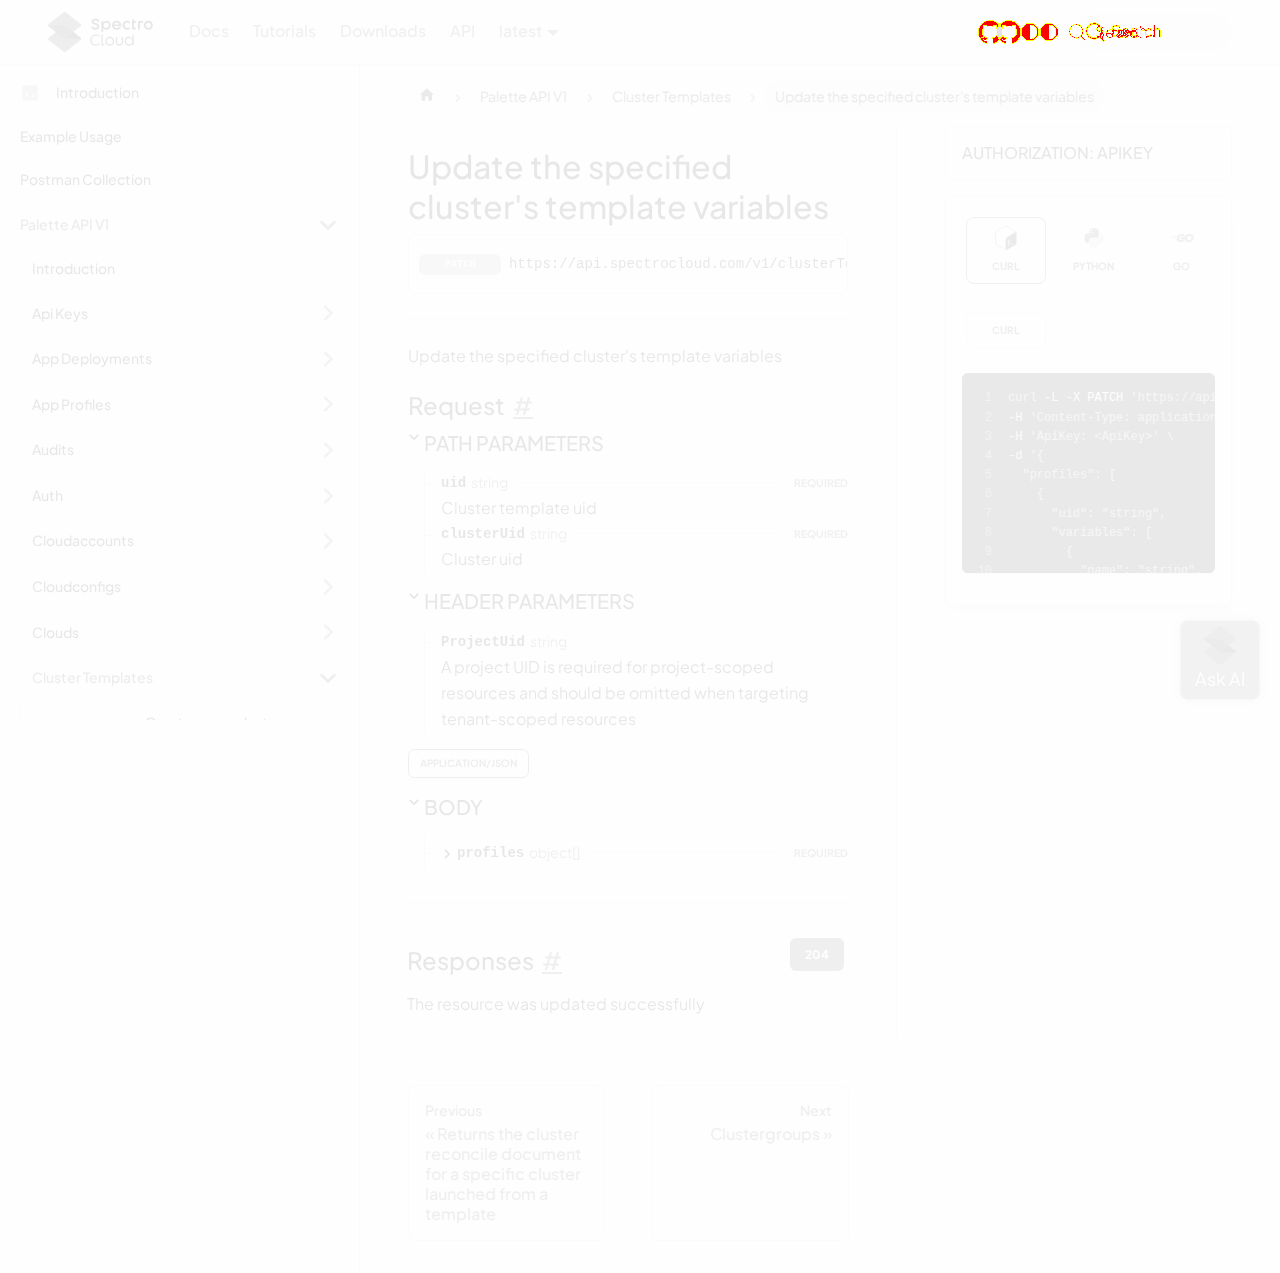 Spectro
Cloud
Docs
Tutorials
Downloads
API
latest
Introduction
Example Usage
Postman Collection
Palette API V1
Introduction
Api Keys
App Deployments
App Profiles
Audits
Auth
Cloudaccounts
Cloudconfigs
Clouds
Cluster Templates
Palette API V1
Cluster Templates
Update the specified cluster's template variables
Update the specified
cluster's template variables
PATCH https://api.spectrocloud.com/v1/clusterTe
Update the specified cluster's template variables
Request #
PATH PARAMETERS
uid string REQUIRED
Cluster template uid
clusterUid string REQUIRED
Cluster uid
HEADER PARAMETERS
ProjectUid string
A project UID is required for project-scoped
resources and should be omitted when targeting
tenant-scoped resources
APPLICATION/JSON
BODY
profiles object[] REQUIRED
Responses #
204
The resource was updated successfully
Previous
« Returns the cluster
reconcile document
for a specific cluster
launched from a
template
Next
Clustergroups »
AUTHORIZATION: APIKEY
CURL
PYTHON
GO
CURL
1 curl -L -X PATCH 'https://api
2 -H 'Content-Type: application
3 -H 'ApiKey: <ApiKey>' \
4 -d '{
5 "profiles": [
6 {
7 "uid": "string",
8 "variables": [
9 {
10 "name": "string"
Ask AI